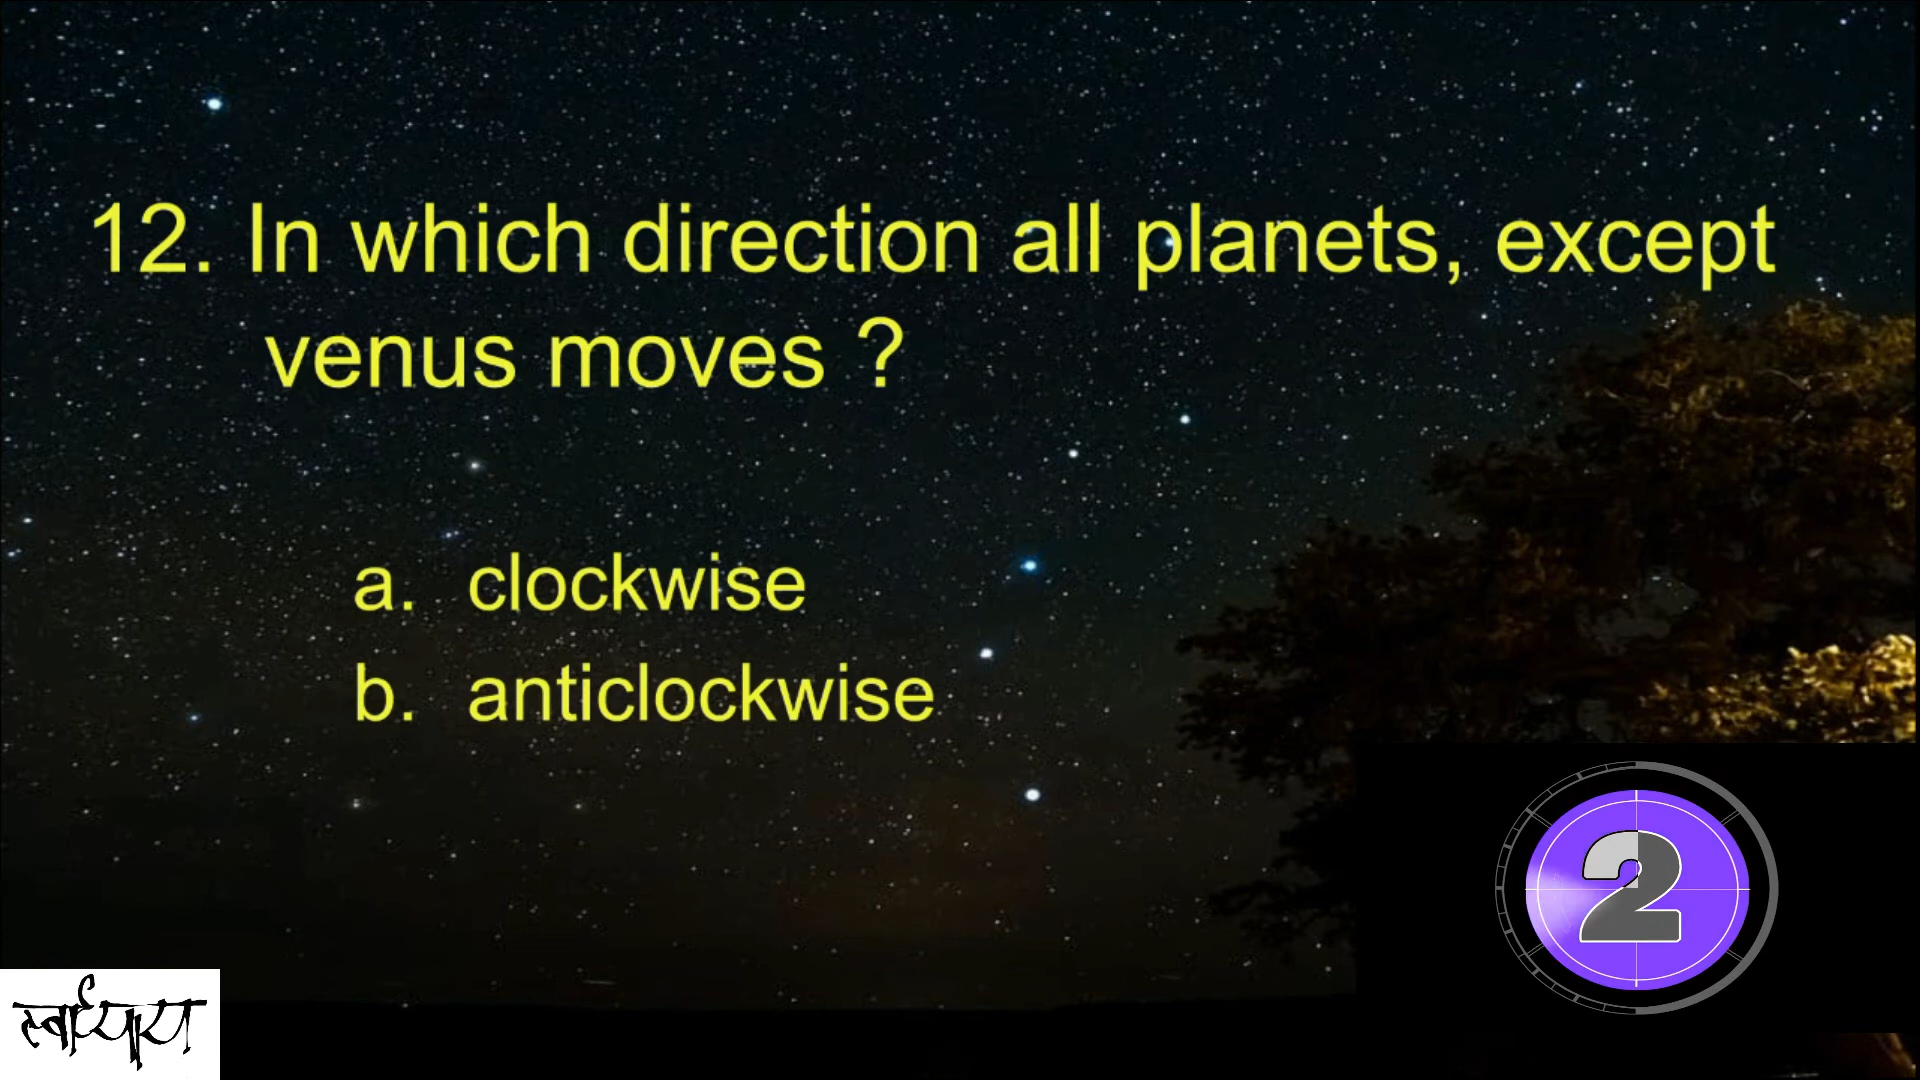 12. In which direction all planets, except
venus moves ?
a. clockwise
b. anticlockwise
2
स्वाध्याय